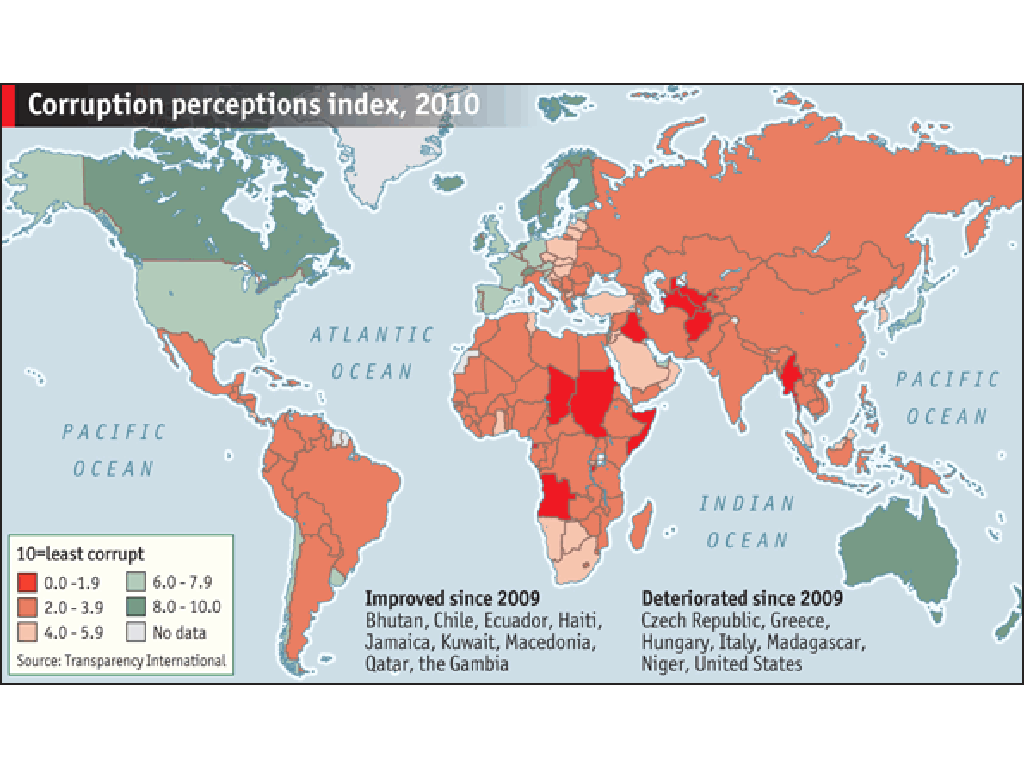 Corruption perceptions index, 2010
ATLANTIC
OCEAN
PACIFIC
OCEAN
PACIFIC
OCEAN
INDIAN
OCEAN
10=least corrupt
0.0 -1.9
6.0 - 7.9
2.0 - 3.9
8.0 - 10.0
4.0 - 5.9
No data
Source: Transparency International
Improved since 2009
Bhutan, Chile, Ecuador, Haiti,
Jamaica, Kuwait, Macedonia,
Qatar, the Gambia
Deteriorated since 2009
Czech Republic, Greece,
Hungary, Italy, Madagascar,
Niger, United States